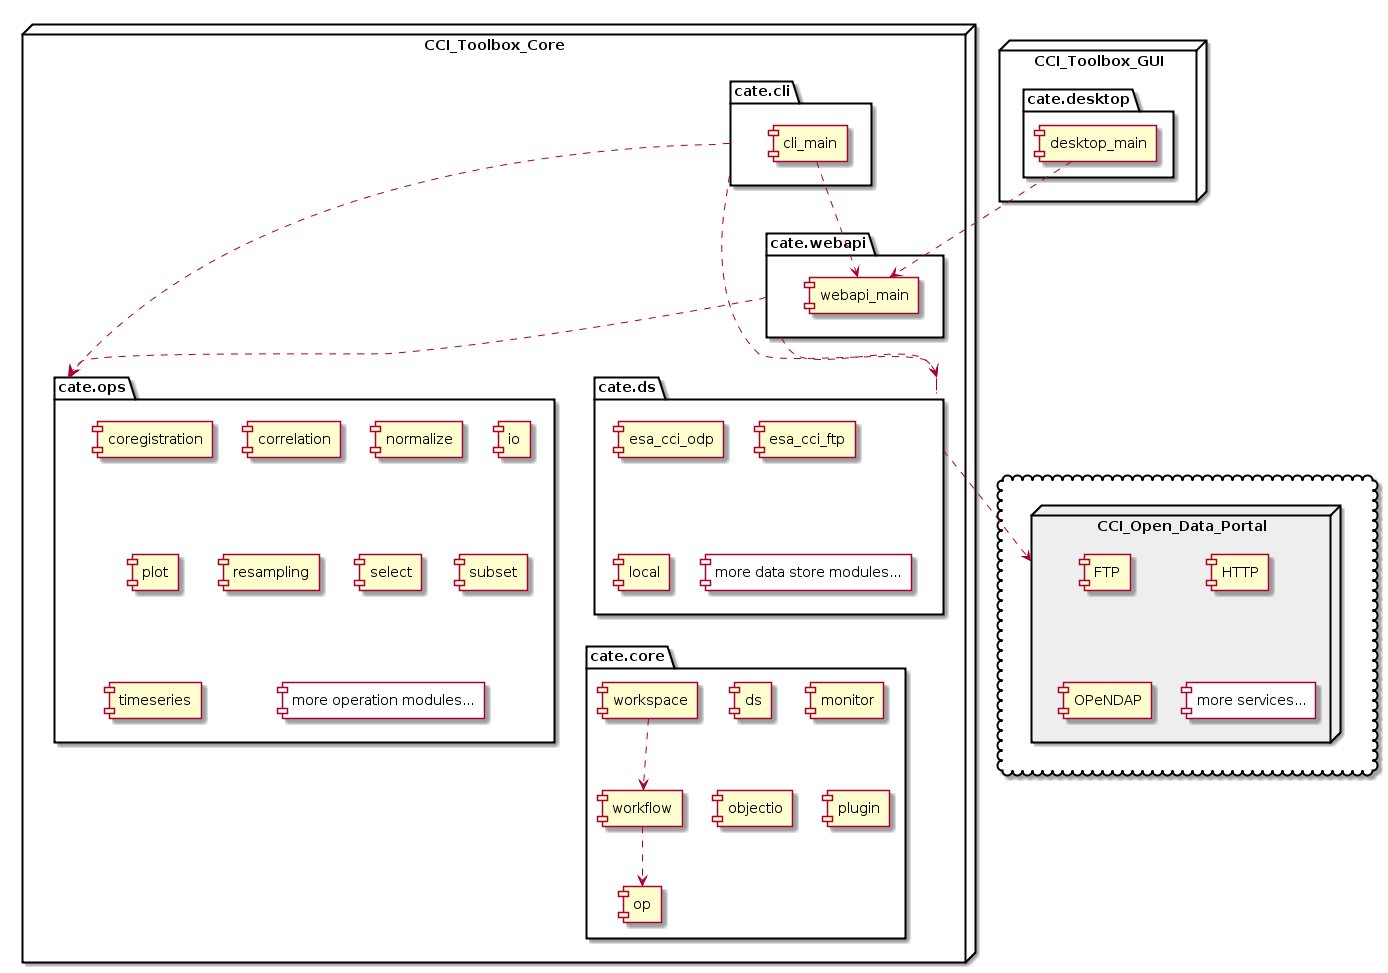 CCI_Toolbox_Core
CCI_Toolbox_GUI
cate.cli
cli_main
cate.desktop
desktop_main
cate.webapi
webapi_main
cate.ops
coregistration
correlation
normalize
io
plot
resampling
select
subset
timeseries
more operation modules...
cate.ds
esa_cci_odp
esa_cci_ftp
local
more data store modules...
cate.core
workspace
ds
monitor
workflow
objectio
plugin
op
CCI_Open_Data_Portal
FTP
HTTP
OPeNDAP
more services...